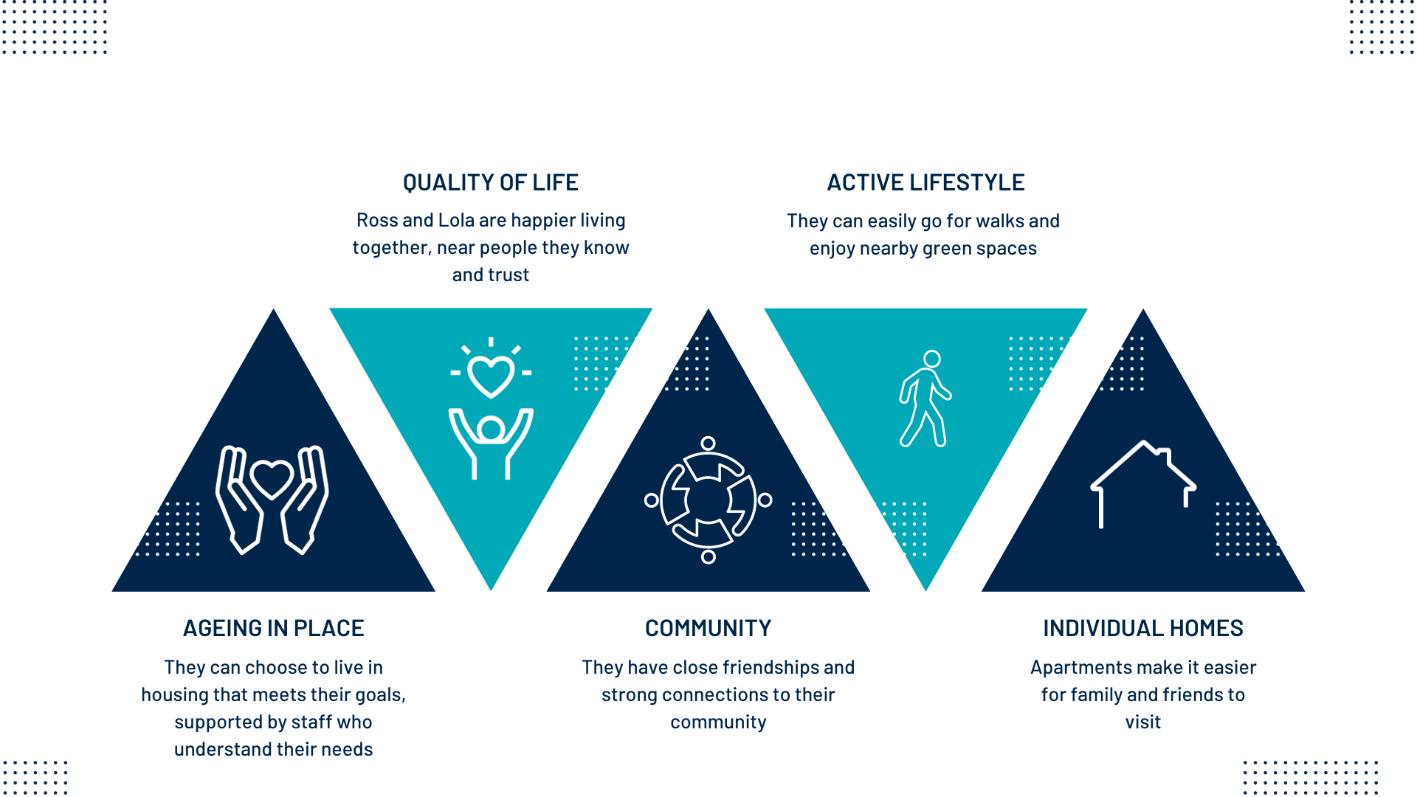 QUALITY OF LIFE
Ross and Lola are happier living
together, near people they know
and trust
ACTIVE LIFESTYLE
They can easily go for walks and
enjoy nearby green spaces
AGEING IN PLACE
They can choose to live in
housing that meets their goals,
supported by staff who
understand their needs
COMMUNITY
They have close friendships and
strong connections to their
community
INDIVIDUAL HOMES
Apartments make it easier
for family and friends to
visit